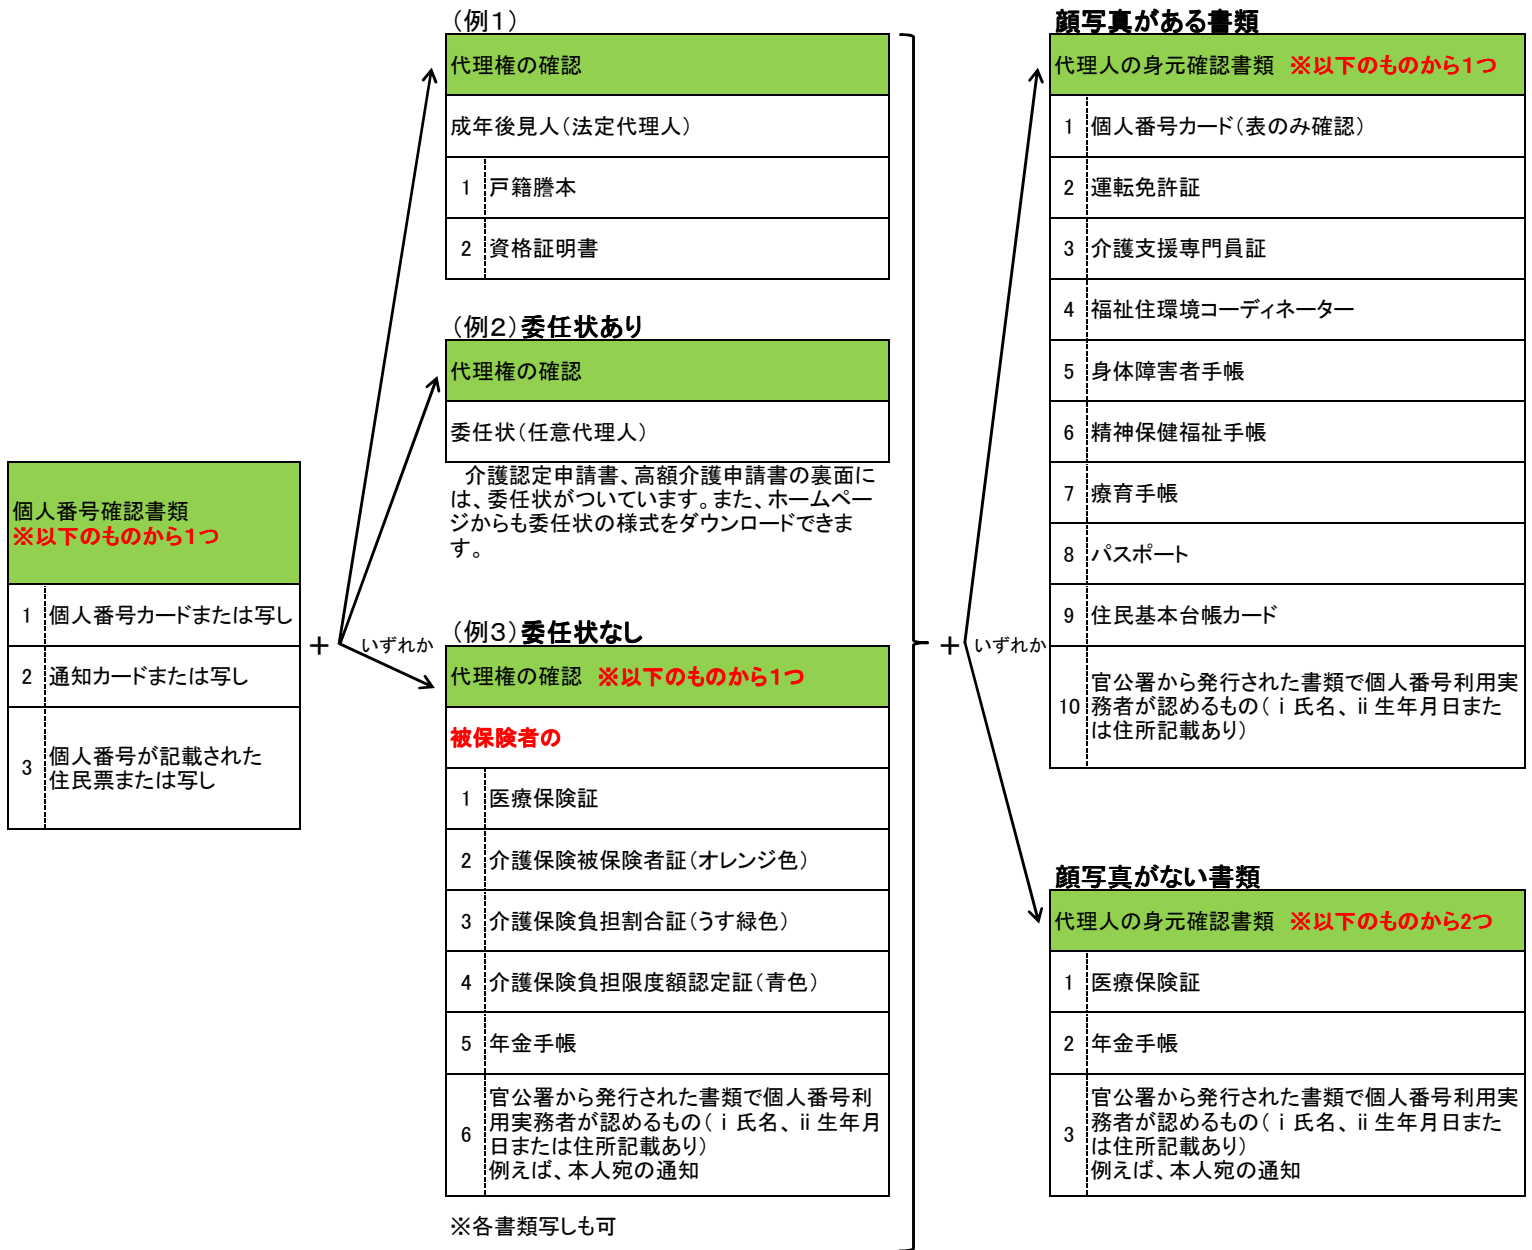 個人番号確認書類
※以下のものから1つ
1 個人番号カードまたは写し
2 通知カードまたは写し
3 個人番号が記載された
住民票または写し
＋
いずれか
（例１）
代理権の確認
成年後見人（法定代理人）
1 戸籍謄本
2 資格証明書
（例２）委任状あり
代理権の確認
委任状（任意代理人）
介護認定申請書、高額介護申請書の裏面に
は、委任状がついています。また、ホームペー
ジからも委任状の様式をダウンロードできま
す。
（例３）委任状なし
代理権の確認 ※以下のものから1つ
被保険者の
1 医療保険証
2 介護保険被保険者証（オレンジ色）
3 介護保険負担割合証（うす緑色）
4 介護保険負担限度額認定証（青色）
5 年金手帳
6 官公署から発行された書類で個人番号利
用実務者が認めるもの（ⅰ氏名、ⅱ生年月
日または住所記載あり）
例えば、本人宛の通知
※各書類写しも可
＋
いずれか
顔写真がある書類
代理人の身元確認書類 ※以下のものから1つ
1 個人番号カード（表のみ確認）
2 運転免許証
3 介護支援専門員証
4 福祉住環境コーディネーター
5 身体障害者手帳
6 精神保健福祉手帳
7 療育手帳
8 パスポート
9 住民基本台帳カード
10 官公署から発行された書類で個人番号利用実
務者が認めるもの（ⅰ氏名、ⅱ生年月日また
は住所記載あり）
顔写真がない書類
代理人の身元確認書類 ※以下のものから2つ
1 医療保険証
2 年金手帳
3 官公署から発行された書類で個人番号利用実
務者が認めるもの（ⅰ氏名、ⅱ生年月日また
は住所記載あり）
例えば、本人宛の通知